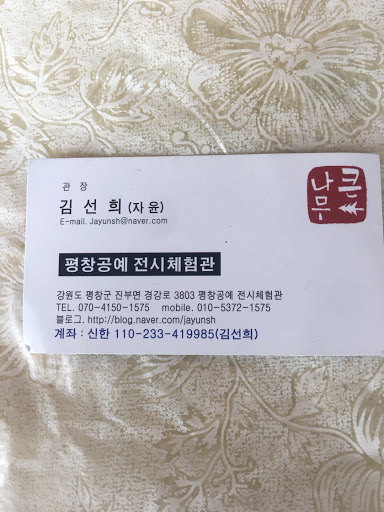 관 장
김 선 희 (자 윤)
E-mail. Jayunsh@naver.com
큰
나무
평창공예 전시체험관
강원도 평창군 진부면 경강로 3803 평창공예 전시체험관
TEL. 070-4150-1575 mobile. 010-5372-1575
블로그. http://blog.naver.com/jayunsh
계좌 : 신한 110-233-419985(김선희)